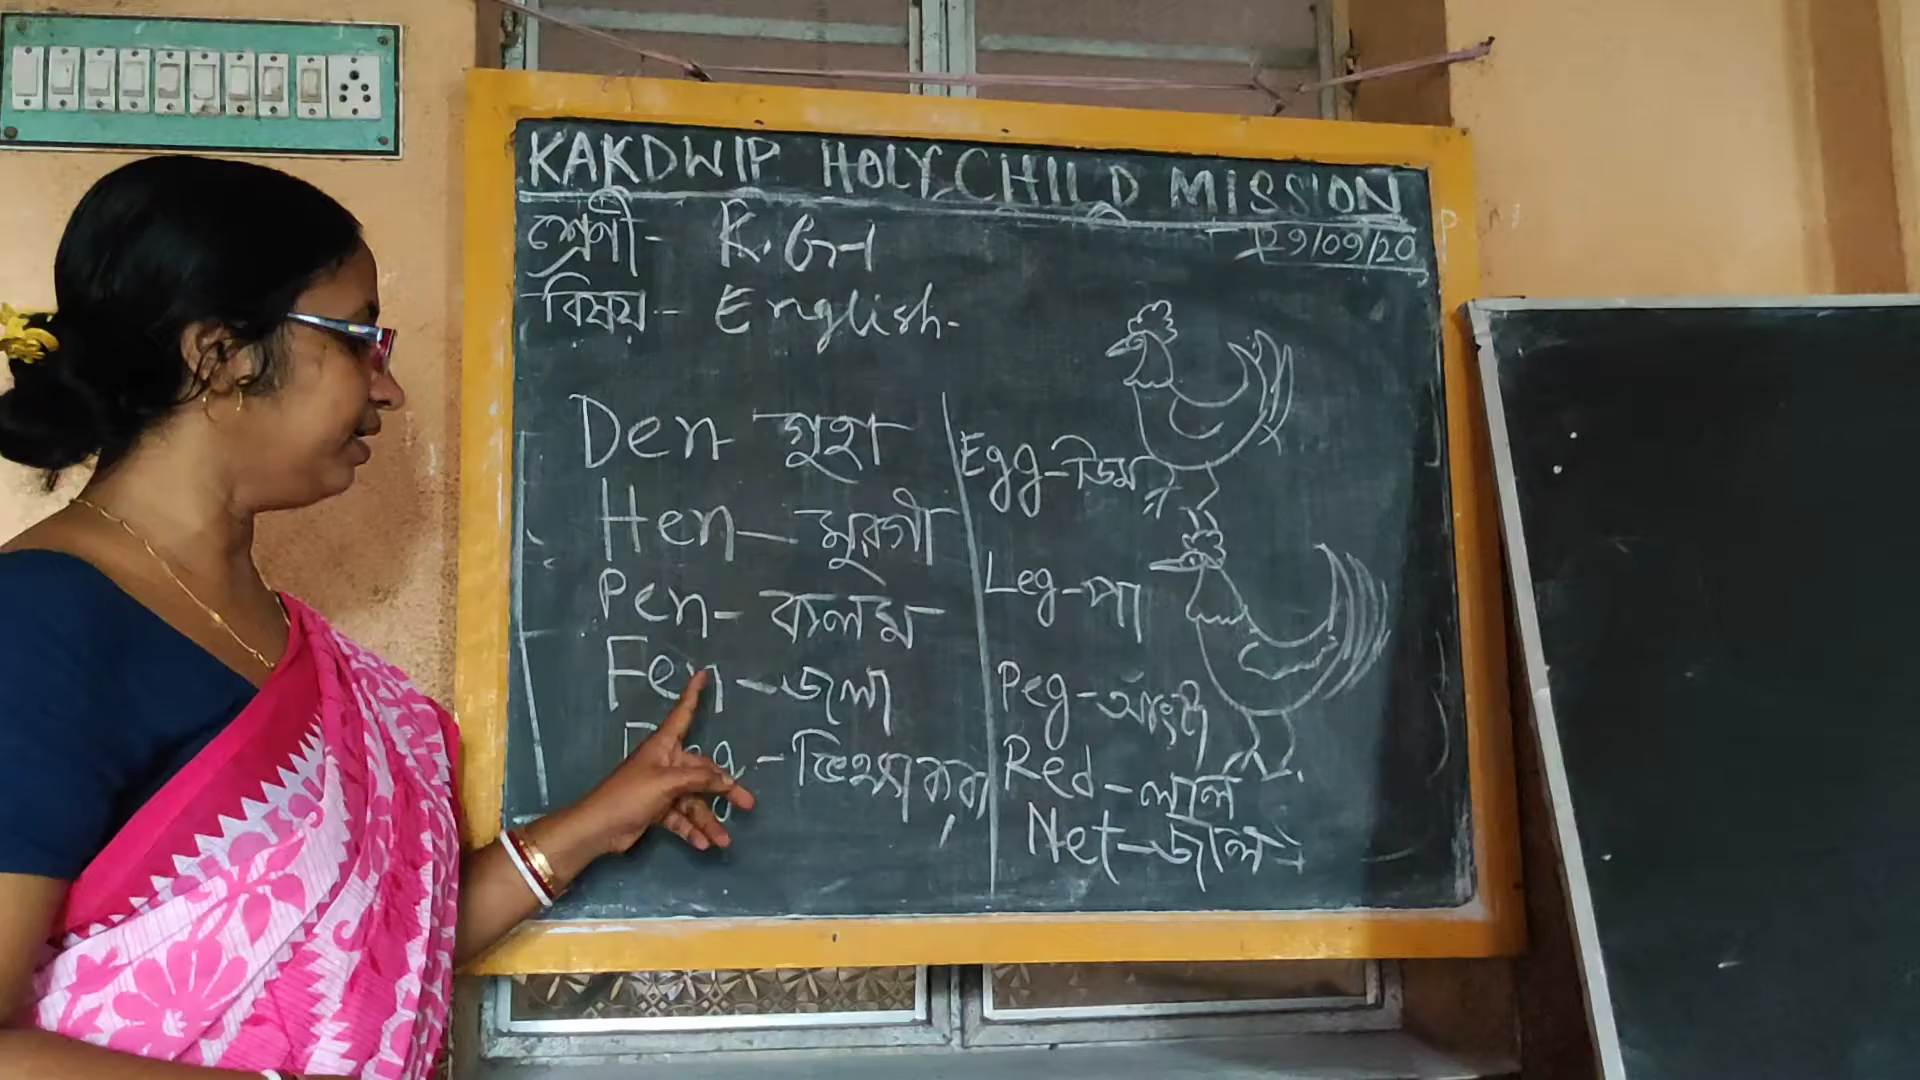 KAKDWIP HOLY CHILD MISSION
শ্রেণী - K.G-I
29/09/20
বিষয় - English.
Den গুহা
Hen - মুরগী
Pen - কলম
Fen - জলা
- ভিক্ষা করা
Egg - ডিম
Leg - পা
Peg - আংটা
Red - লাল
Net - জাল